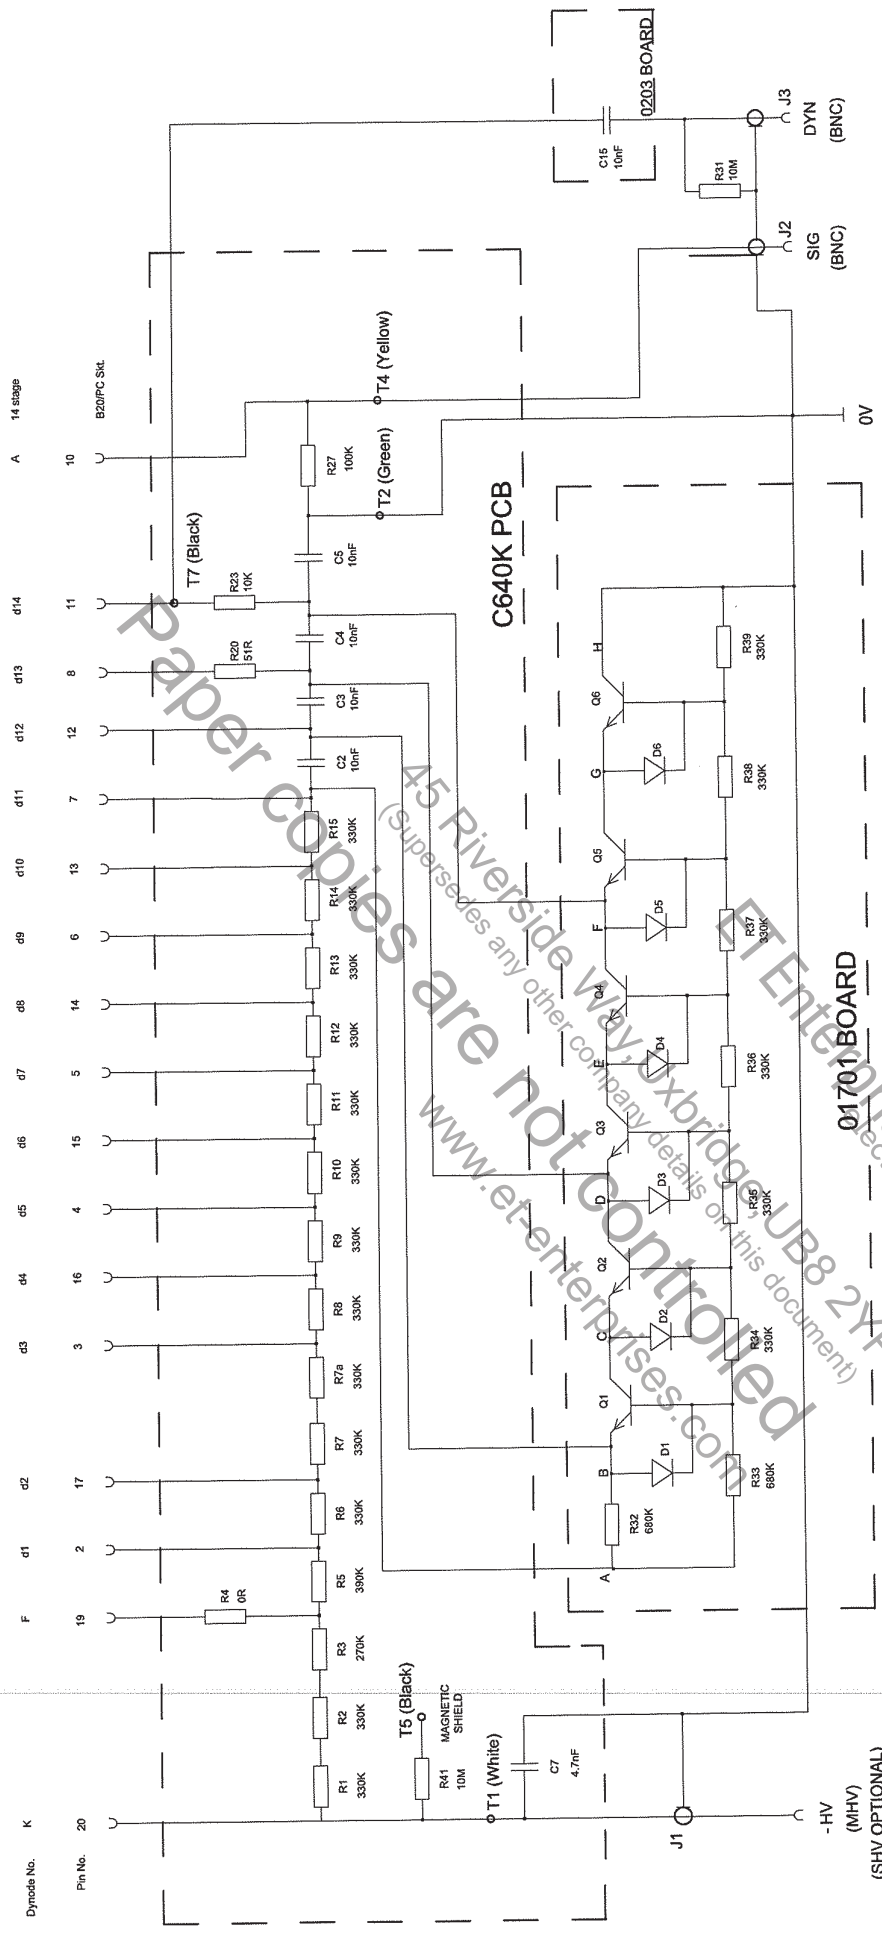 Dynode No. K F d1 d2 d3 d4 d5 d6 d7 d8 d9 d10 d11 d12 d13 d14 A 14 stage
Pin No. 20 19 2 17 3 16 4 15 5 14 6 13 7 12 8 11 10 B20/PC Skt.
T7 (Black)
R4
0R
R20
51R
R23
10K
R1
330K
R2
330K
R3
270K
R5
390K
R6
330K
R7
330K
R7a
330K
R8
330K
R9
330K
R10
330K
R11
330K
R12
330K
R13
330K
R14
330K
R15
330K
C2
10nF
C3
10nF
C4
10nF
C5
10nF
R27
100K
T5 (Black)
R41
10M
MAGNETIC
SHIELD
T2 (Green)
T4 (Yellow)
T1 (White)
C7
4.7nF
C640K PCB
C15
10nF
0203 BOARD
A
B
C
D
E
F
G
H
R32
680K
Q1
Q2
Q3
Q4
Q5
Q6
D1
D2
D3
D4
D5
D6
R33
680K
R34
330K
R35
330K
R36
330K
R37
330K
R38
330K
R39
330K
R31
10M
J1
-HV
(MHV)
(SHV OPTIONAL)
01701 BOARD
0V
J2
SIG
(BNC)
J3
DYN
(BNC)
Paper copies are not controlled
45 Riverside Way, Uxbridge, UB8 2YF
(Supersedes any other company details on this document)
www.et-enterprises.com